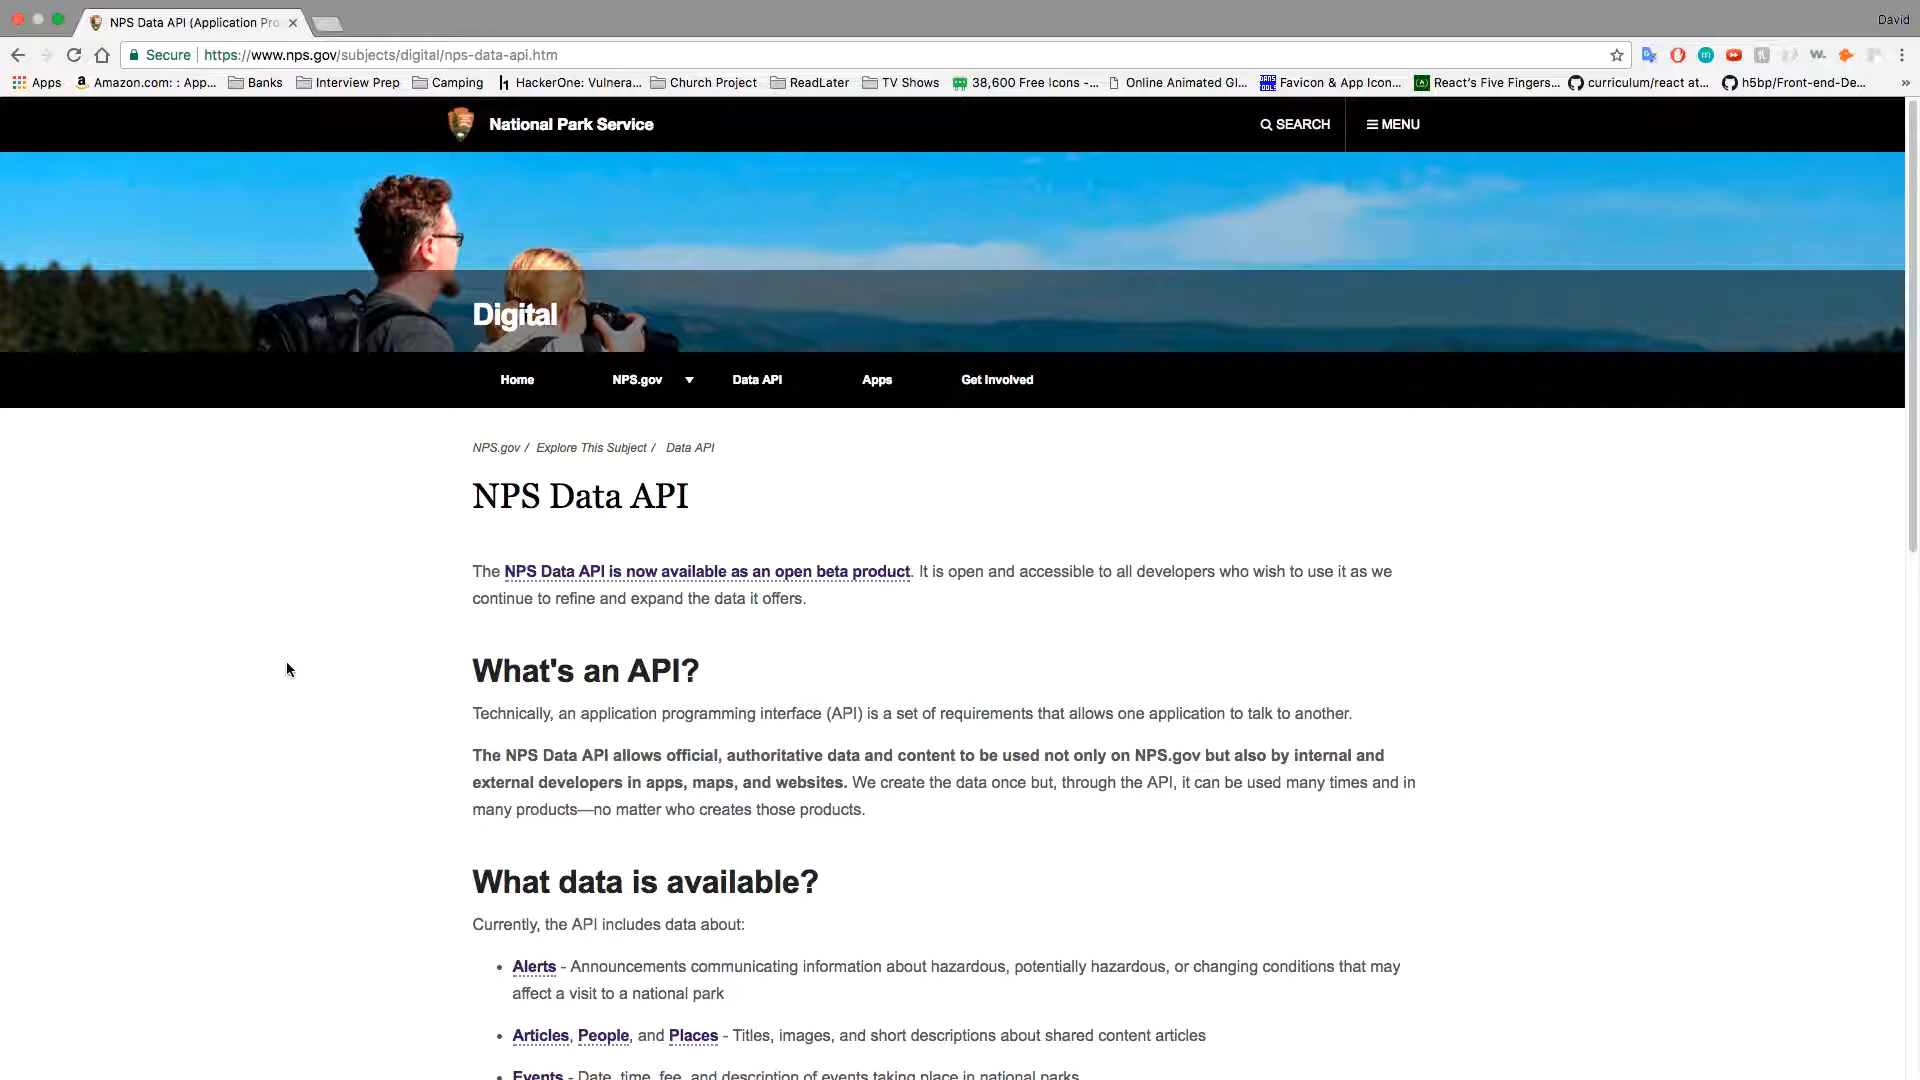 NPS Data API (Application Pro
David
Secure https://www.nps.gov/subjects/digital/nps-data-api.htm
Apps Amazon.com: : App... Banks Interview Prep Camping HackerOne: Vulnera... Church Project ReadLater TV Shows 38,600 Free Icons -... Online Animated GI... Favicon & App Icon... React's Five Fingers... curriculum/react at... h5bp/Front-end-De... »
National Park Service SEARCH MENU
Digital
Home NPS.gov Data API Apps Get Involved
NPS.gov / Explore This Subject / Data API
NPS Data API
The NPS Data API is now available as an open beta product. It is open and accessible to all developers who wish to use it as we
continue to refine and expand the data it offers.
What's an API?
Technically, an application programming interface (API) is a set of requirements that allows one application to talk to another.
The NPS Data API allows official, authoritative data and content to be used not only on NPS.gov but also by internal and
external developers in apps, maps, and websites. We create the data once but, through the API, it can be used many times and in
many products—no matter who creates those products.
What data is available?
Currently, the API includes data about:
• Alerts - Announcements communicating information about hazardous, potentially hazardous, or changing conditions that may
affect a visit to a national park
• Articles, People, and Places - Titles, images, and short descriptions about shared content articles
• Events - Date, time, fee, and description of events taking place in national parks